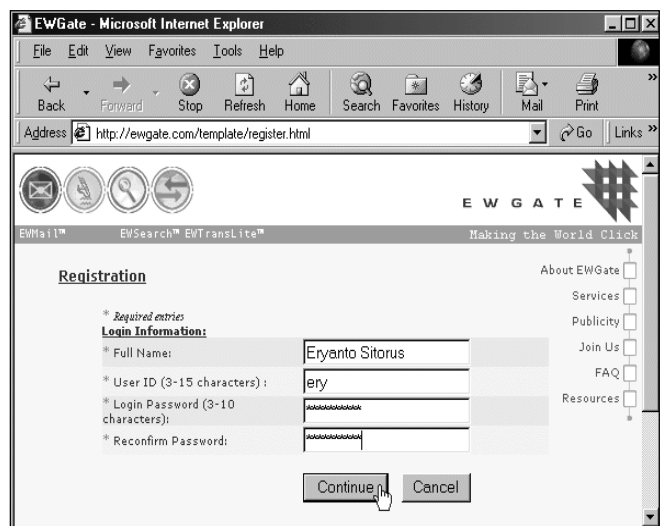 EWGate - Microsoft Internet Explorer
File Edit View Favorites Tools Help
Back Forward Stop Refresh Home Search Favorites History Mail Print »
Address http://ewgate.com/template/register.html Go Links »
E W G A T E
EWMail™ EWSearch™ EWTransLite™ Making the World Click
Registration
About EWGate
Services
Publicity
Join Us
FAQ
Resources
* Required entries
Login Information:
* Full Name: Eryanto Sitorus
* User ID (3-15 characters) : ery
* Login Password (3-10
characters): ***********
* Reconfirm Password: ***********
Continue Cancel